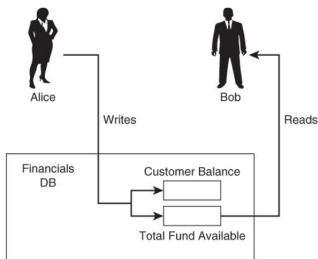 Alice
Bob
Writes
Reads
Financials
DB
Customer Balance
Total Fund Available